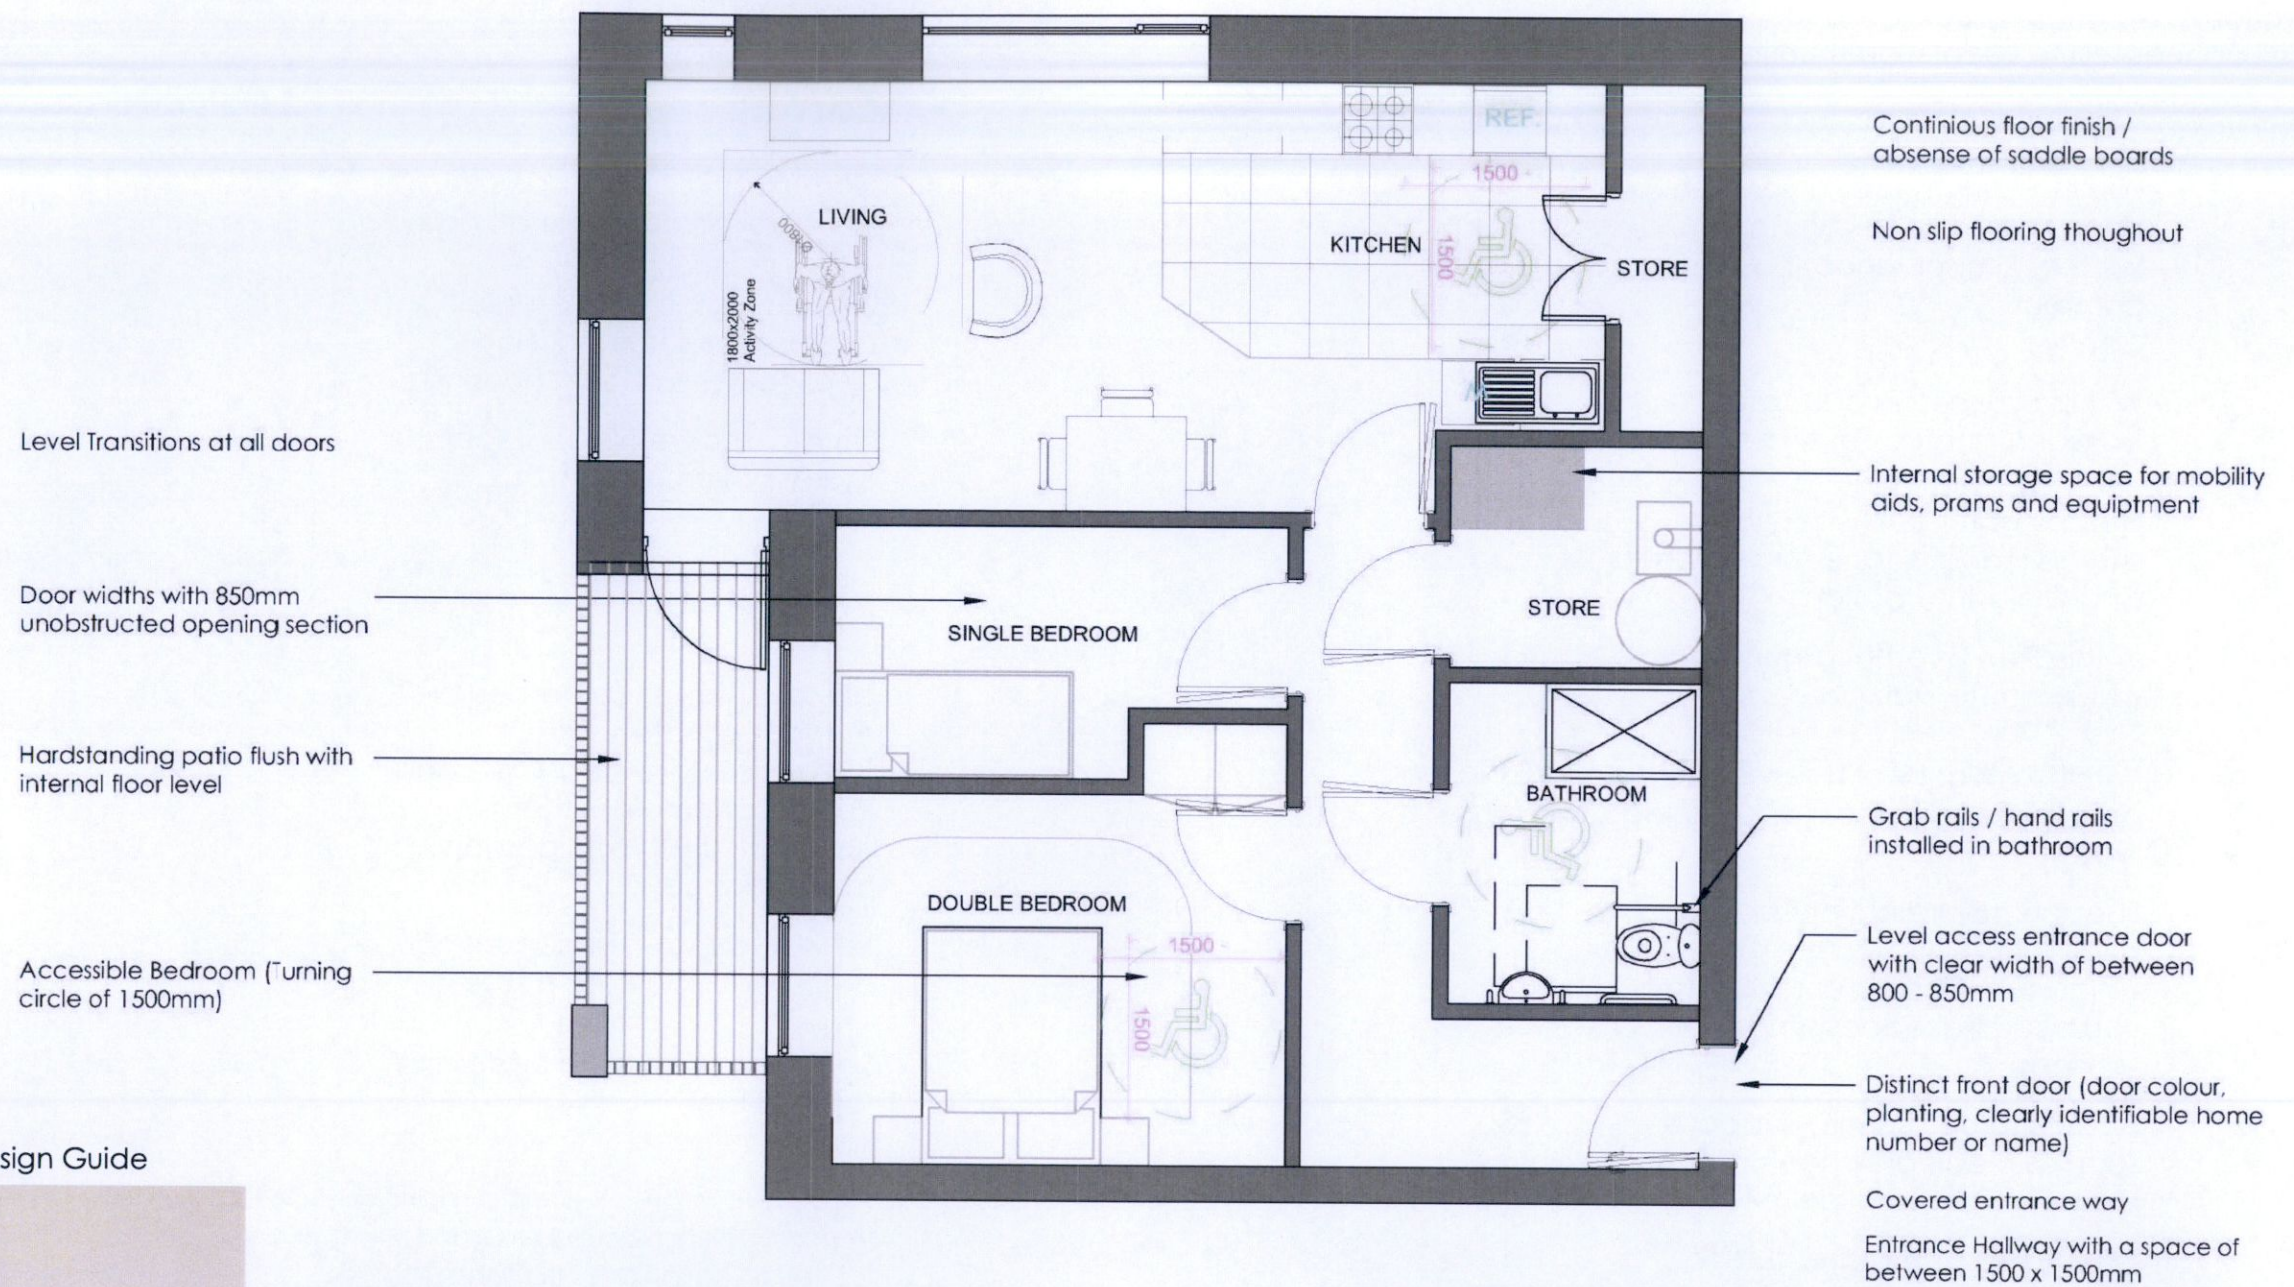 Level Transitions at all doors
Door widths with 850mm
unobstructed opening section
Hardstanding patio flush with
internal floor level
Accessible Bedroom (Turning
circle of 1500mm)
sign Guide
LIVING
Ø1800
1800x2000
Activity Zone
KITCHEN
REF.
1500
1500
STORE
W
SINGLE BEDROOM
STORE
BATHROOM
DOUBLE BEDROOM
1500
1500
Continious floor finish /
absense of saddle boards
Non slip flooring thoughout
Internal storage space for mobility
aids, prams and equiptment
Grab rails / hand rails
installed in bathroom
Level access entrance door
with clear width of between
800 - 850mm
Distinct front door (door colour,
planting, clearly identifiable home
number or name)
Covered entrance way
Entrance Hallway with a space of
between 1500 x 1500mm